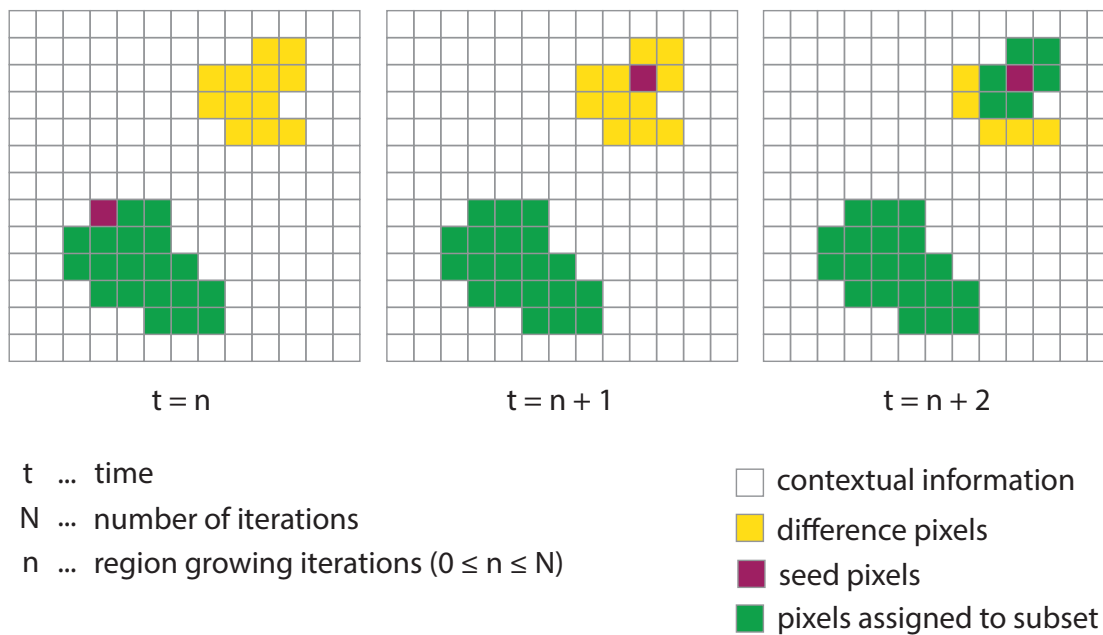 t = n
t = n + 1
t = n + 2
t ... time
N ... number of iterations
n ... region growing iterations (0 ≤ n ≤ N)
contextual information
difference pixels
seed pixels
pixels assigned to subset